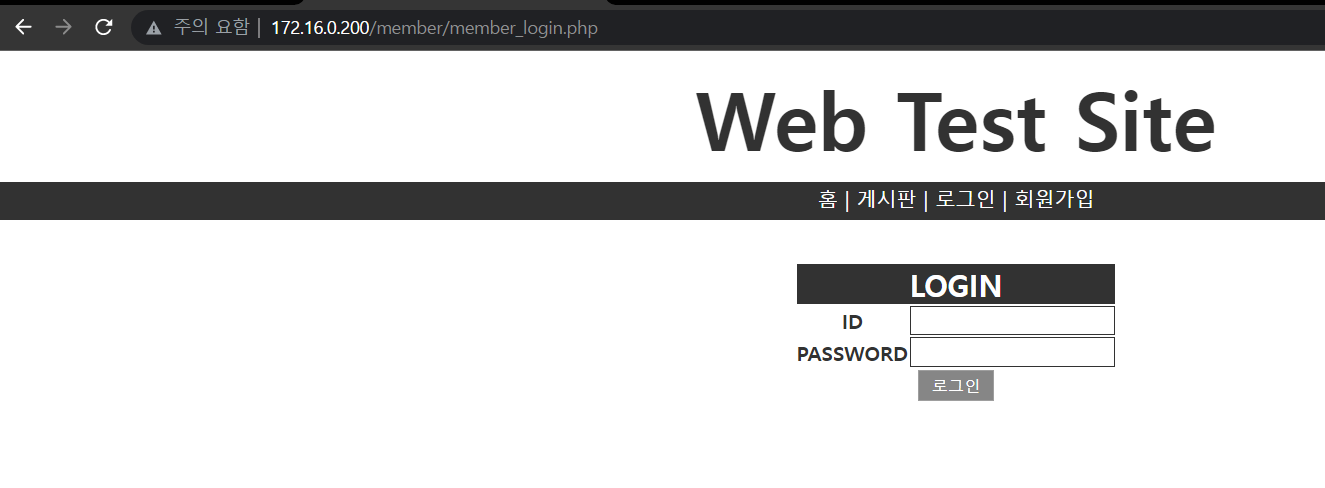 주의 요함 | 172.16.0.200/member/member_login.php
Web Test Site
홈 | 게시판 | 로그인 | 회원가입
LOGIN
ID
PASSWORD
로그인